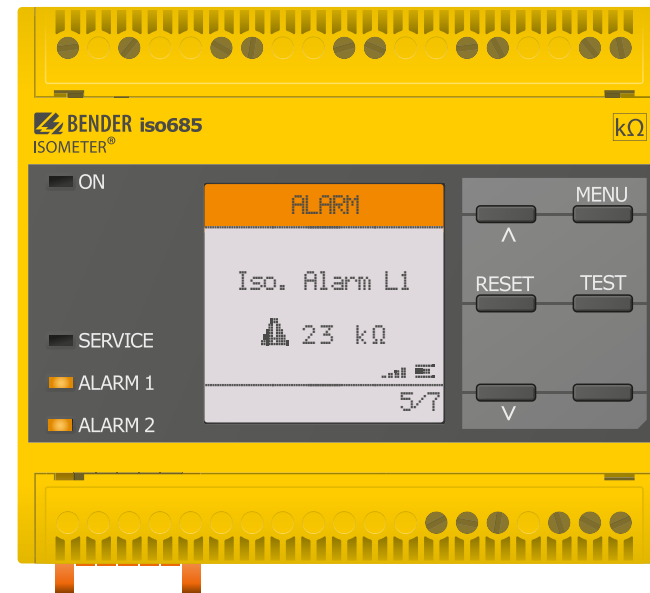 BENDER iso685
ISOMETER®
kΩ
ON
ALARM
MENU
Iso. Alarm L1
RESET
TEST
23 kΩ
SERVICE
ALARM 1
5/7
ALARM 2